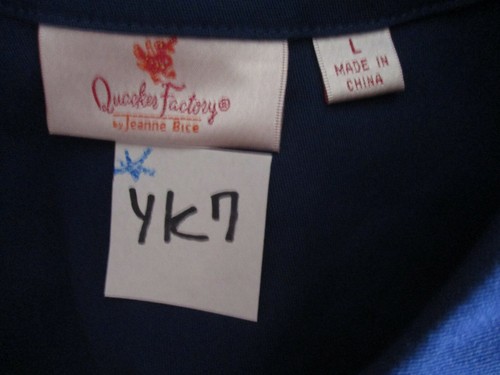 Quacker Factory®
by Jeanne Bice
L
MADE IN
CHINA
YK7